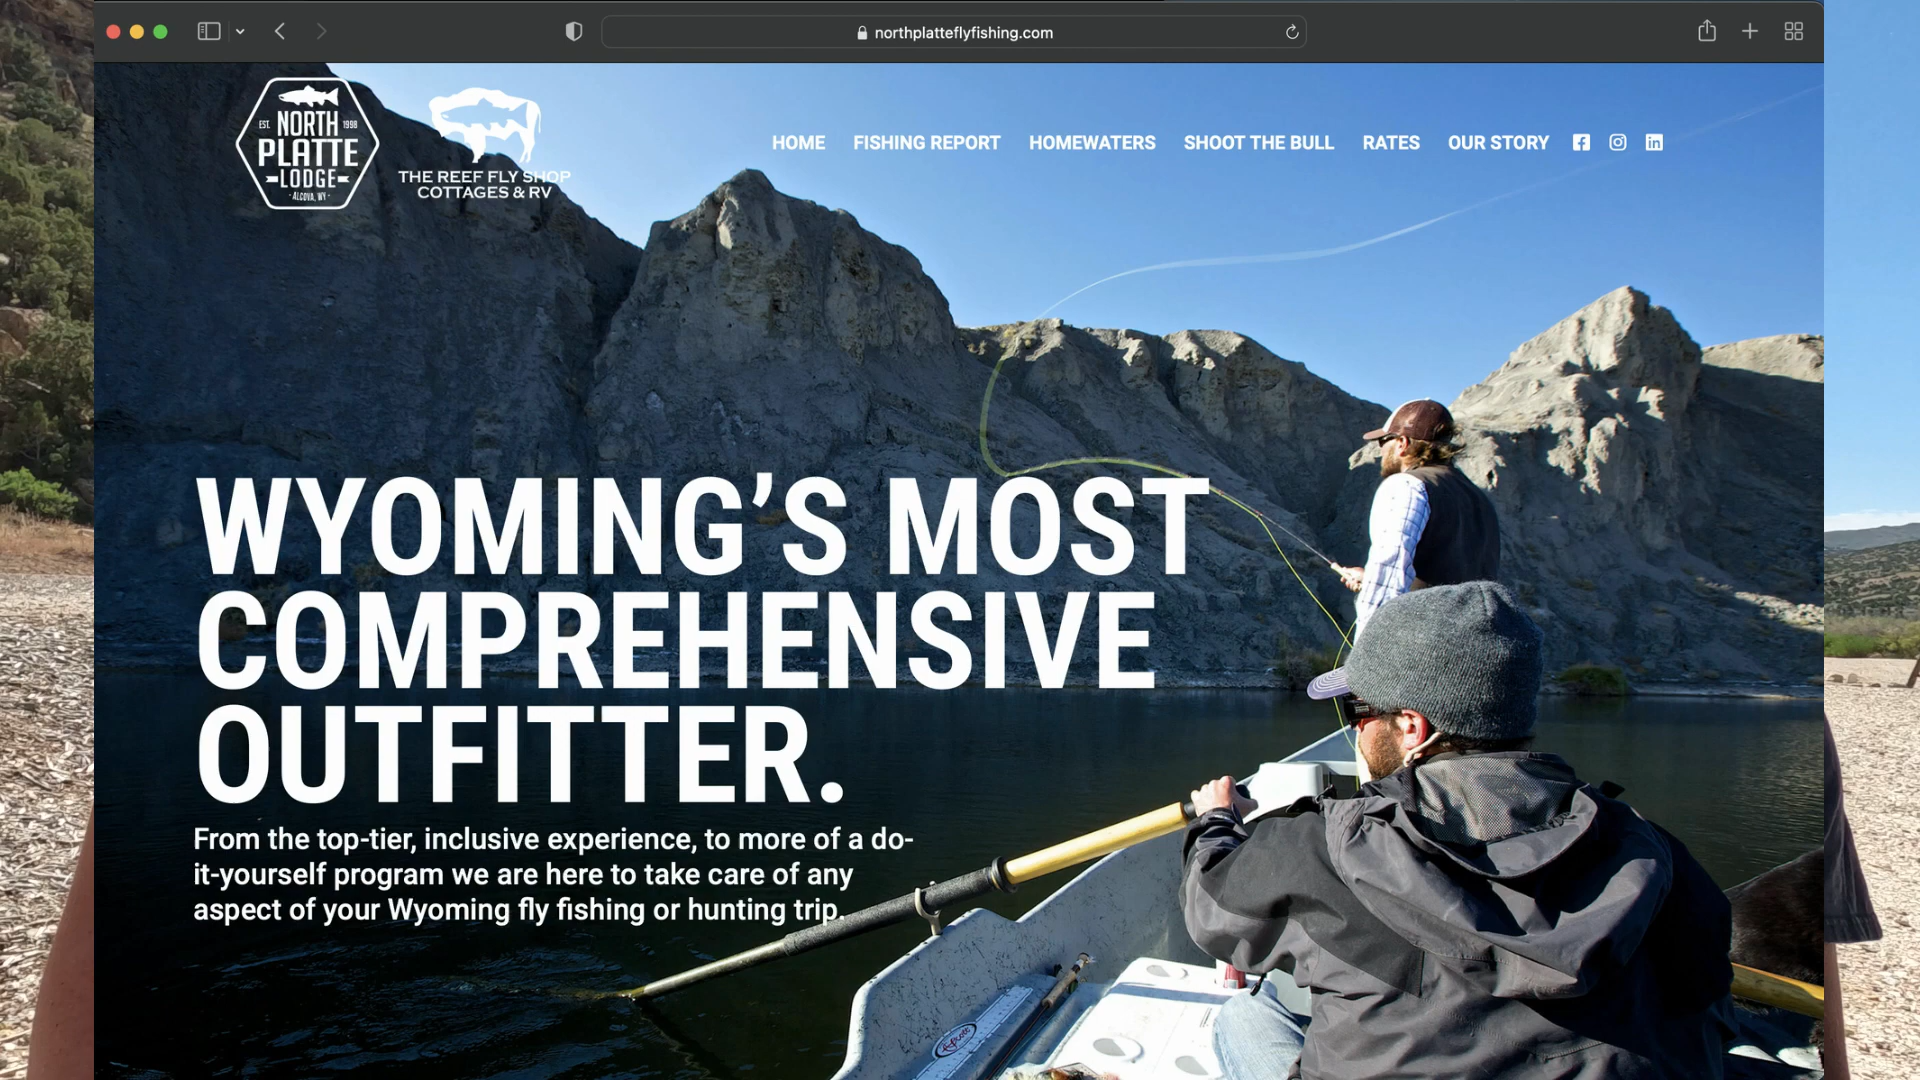 northplatteflyfishing.com
EST. 1998
NORTH
PLATTE
LODGE
· ALCOVA, WY ·
THE REEF FLY SHOP
COTTAGES & RV
HOME FISHING REPORT HOMEWATERS SHOOT THE BULL RATES OUR STORY
WYOMING’S MOST
COMPREHENSIVE
OUTFITTER.
From the top-tier, inclusive experience, to more of a do-
it-yourself program we are here to take care of any
aspect of your Wyoming fly fishing or hunting trip.